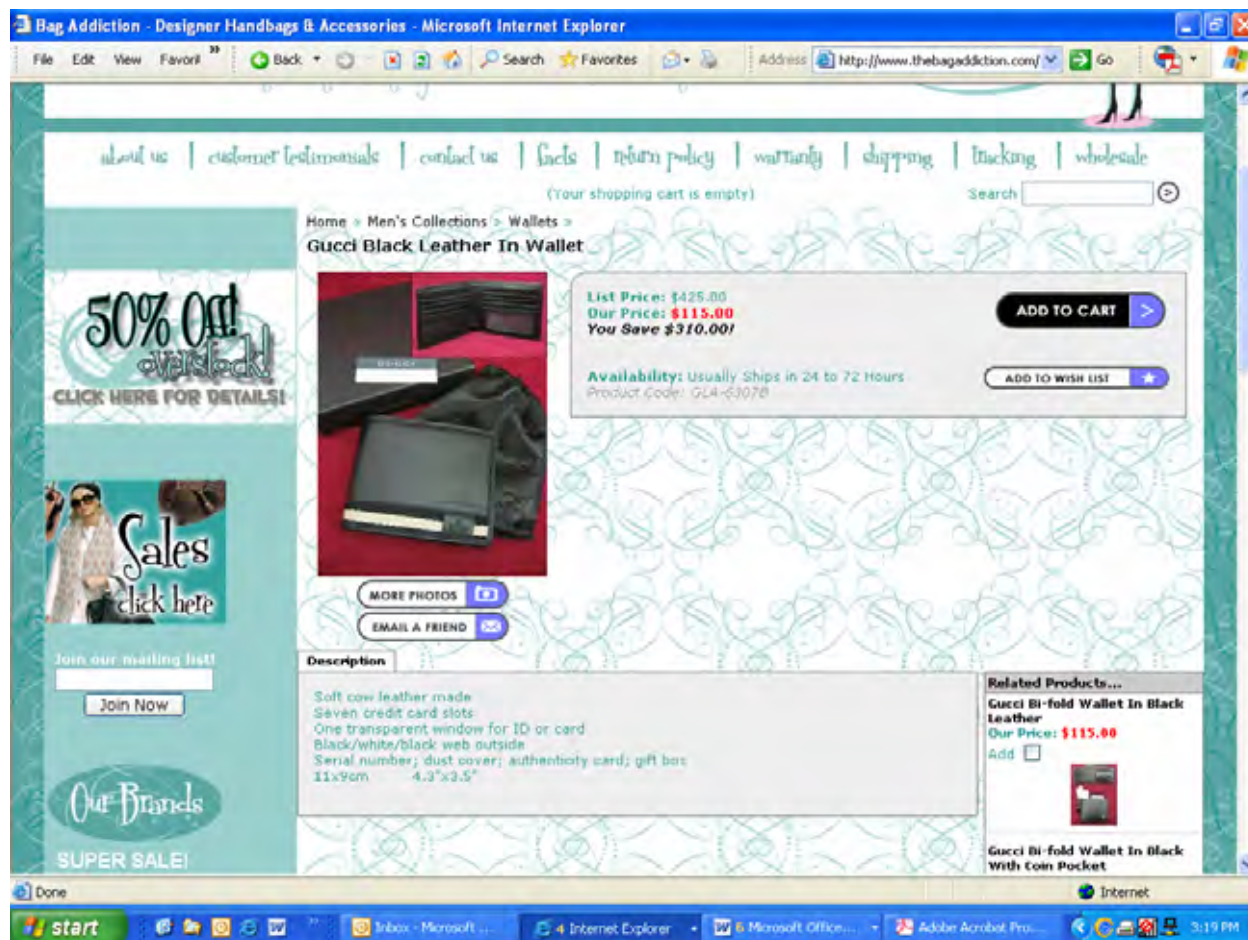 Bag Addiction - Designer Handbags & Accessories - Microsoft Internet Explorer
File Edit View Favorit » Back Search Favorites Address http://www.thebagaddiction.com/ Go
about us | customer testimonials | contact us | facts | return policy | warranty | shipping | tracking | wholesale
(Your shopping cart is empty) Search
Home » Men's Collections » Wallets »
Gucci Black Leather In Wallet
50% Off!
overstock!
CLICK HERE FOR DETAILS!
List Price: $425.00
Our Price: $115.00
You Save $310.00!
ADD TO CART
Availability: Usually Ships in 24 to 72 Hours
ADD TO WISH LIST
Product Code: GLA-6307B
Sales
click here
MORE PHOTOS
EMAIL A FRIEND
Join our mailing list!
Join Now
Description
Soft cow leather made
Seven credit card slots
One transparent window for ID or card
Black/white/black web outside
Serial number; dust cover; authenticity card; gift box
11x9cm 4.3"x3.5"
Related Products...
Gucci Bi-fold Wallet In Black
Leather
Our Price: $115.00
Add
Gucci Bi-fold Wallet In Black
With Coin Pocket
Our Brands
SUPER SALE!
Done Internet
start Inbox - Microsoft ... 4 Internet Explorer 6 Microsoft Office... Adobe Acrobat Pro... 3:19 PM